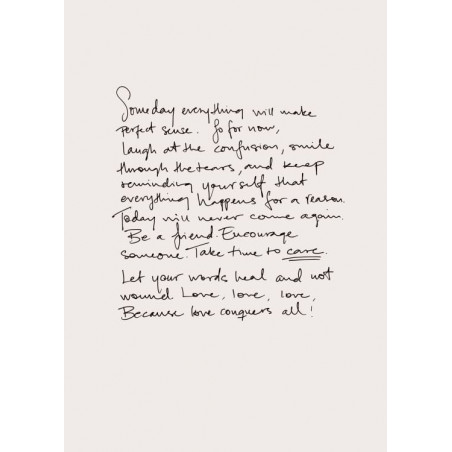 Someday everything will make
perfect sense. So for now,
laugh at the confusion, smile
through the tears, and keep
reminding yourself that
everything happens for a reason.
Today will never come again.
Be a friend. Encourage
someone. Take time to care.
Let your words heal and not
wound. Love, love, love,
Because love conquers all!